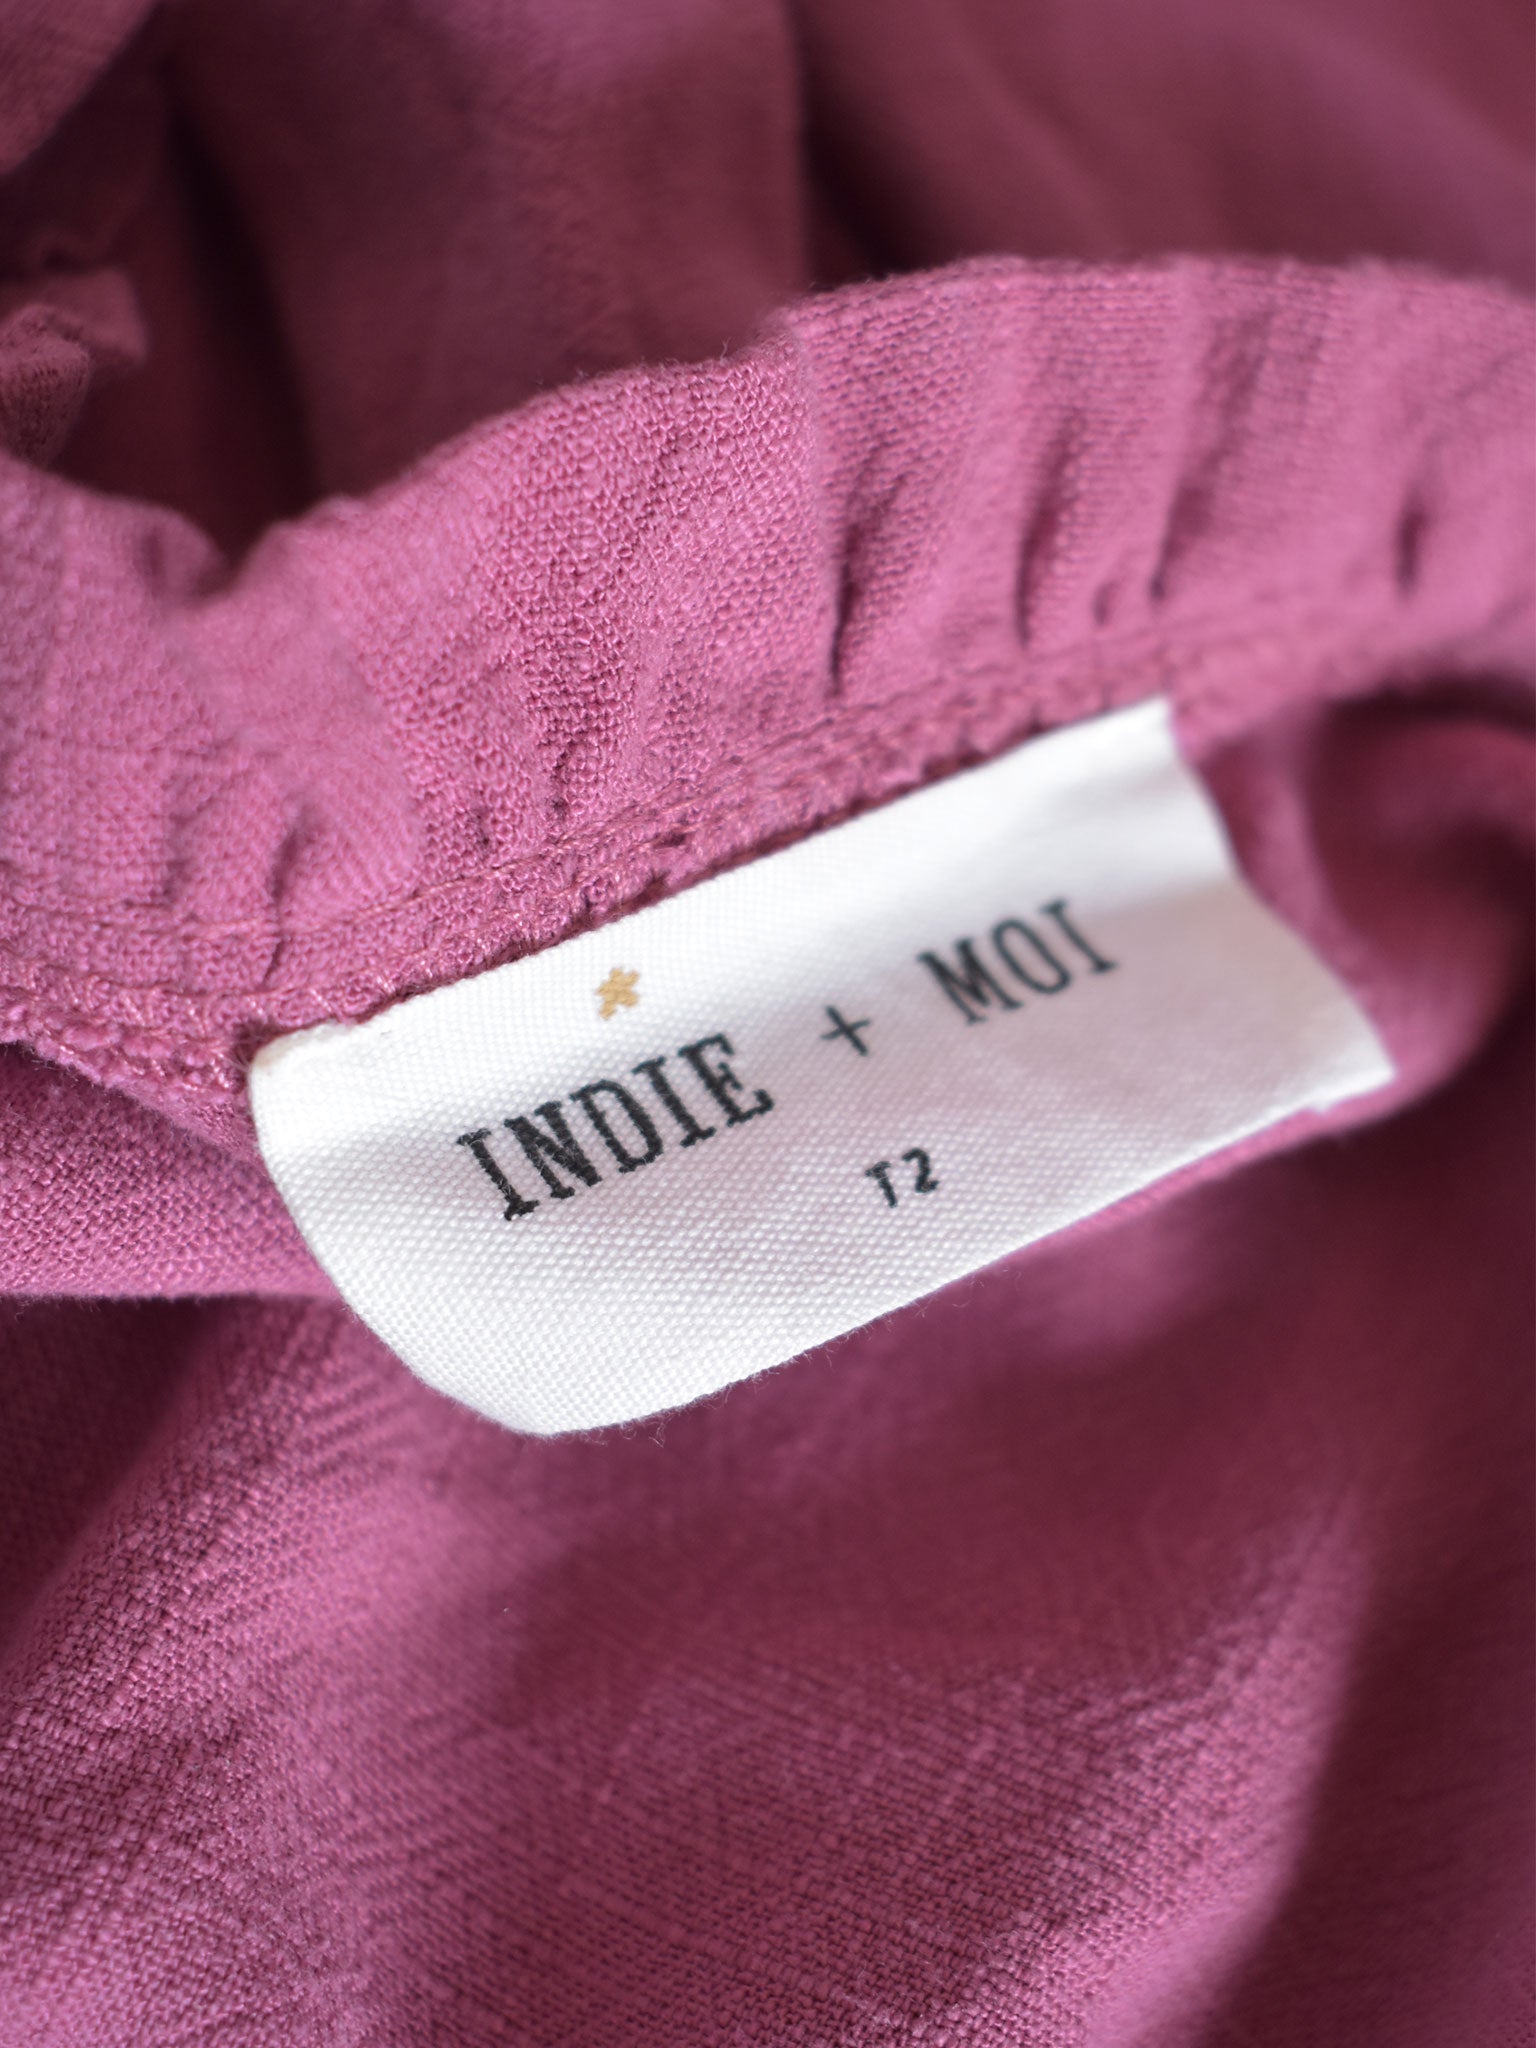 INDIE + MOI
T2